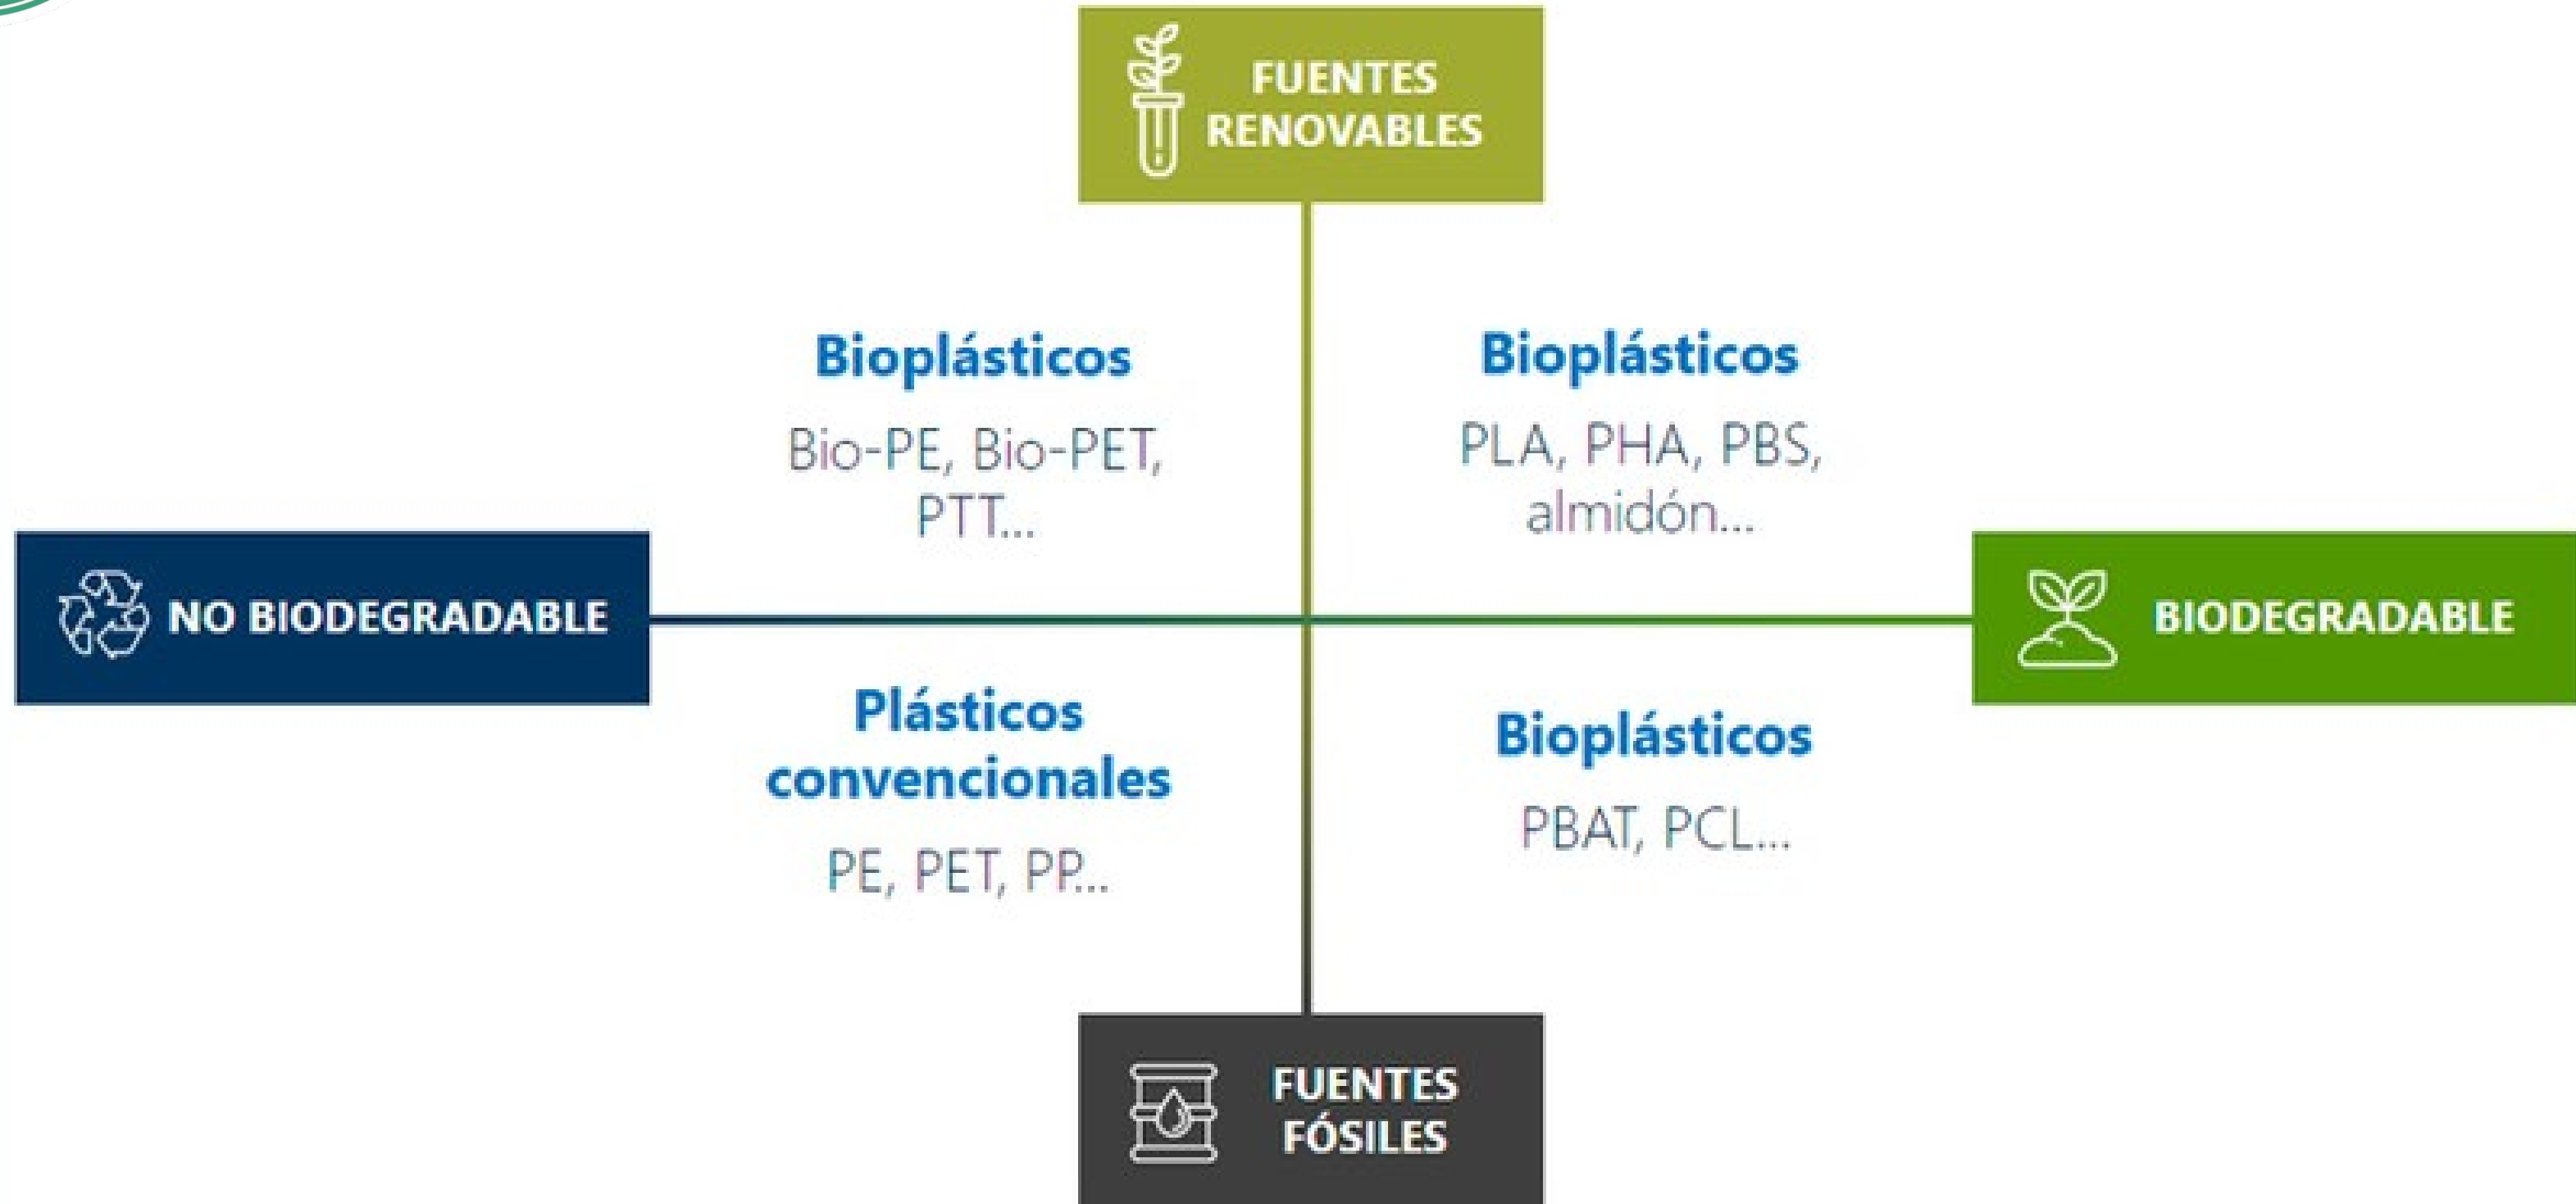 FUENTES
RENOVABLES
Bioplásticos
Bio-PE, Bio-PET,
PTT...
Bioplásticos
PLA, PHA, PBS,
almidón...
NO BIODEGRADABLE
BIODEGRADABLE
Plásticos
convencionales
PE, PET, PP...
Bioplásticos
PBAT, PCL...
FUENTES
FÓSILES